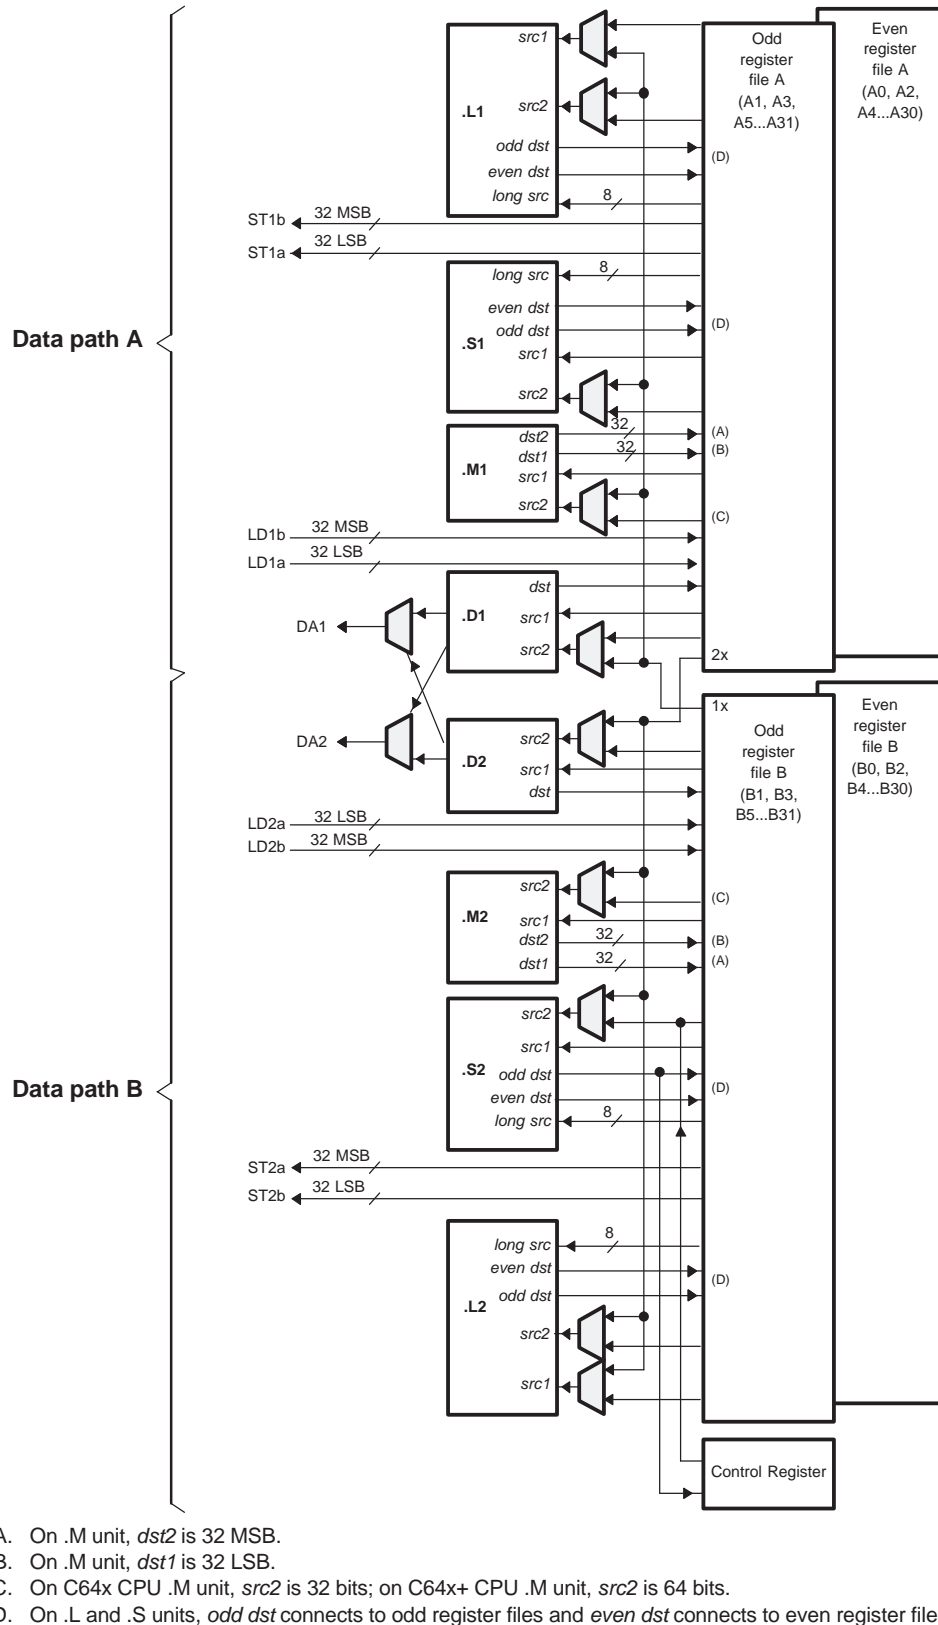 Odd
register
file A
(A1, A3,
A5...A31)
Even
register
file A
(A0, A2,
A4...A30)
src1
.L1
src2
odd dst
(D)
even dst
long src
8
ST1b
32 MSB
ST1a
32 LSB
long src
8
even dst
(D)
odd dst
Data path A
.S1
src1
src2
32
dst2
(A)
32
dst1
(B)
.M1
src1
src2
(C)
LD1b
32 MSB
LD1a
32 LSB
dst
.D1
src1
DA1
src2
2x
1x
Odd
register
file B
(B1, B3,
B5...B31)
Even
register
file B
(B0, B2,
B4...B30)
DA2
src2
.D2
src1
dst
LD2a
32 LSB
LD2b
32 MSB
src2
(C)
.M2
src1
dst2
32
(B)
dst1
32
(A)
src2
src1
.S2
odd dst
(D)
Data path B
even dst
long src
8
ST2a
32 MSB
ST2b
32 LSB
long src
8
even dst
(D)
odd dst
.L2
src2
src1
Control Register
A. On .M unit, dst2 is 32 MSB.
B. On .M unit, dst1 is 32 LSB.
C. On C64x CPU .M unit, src2 is 32 bits; on C64x+ CPU .M unit, src2 is 64 bits.
D. On .L and .S units, odd dst connects to odd register files and even dst connects to even register file